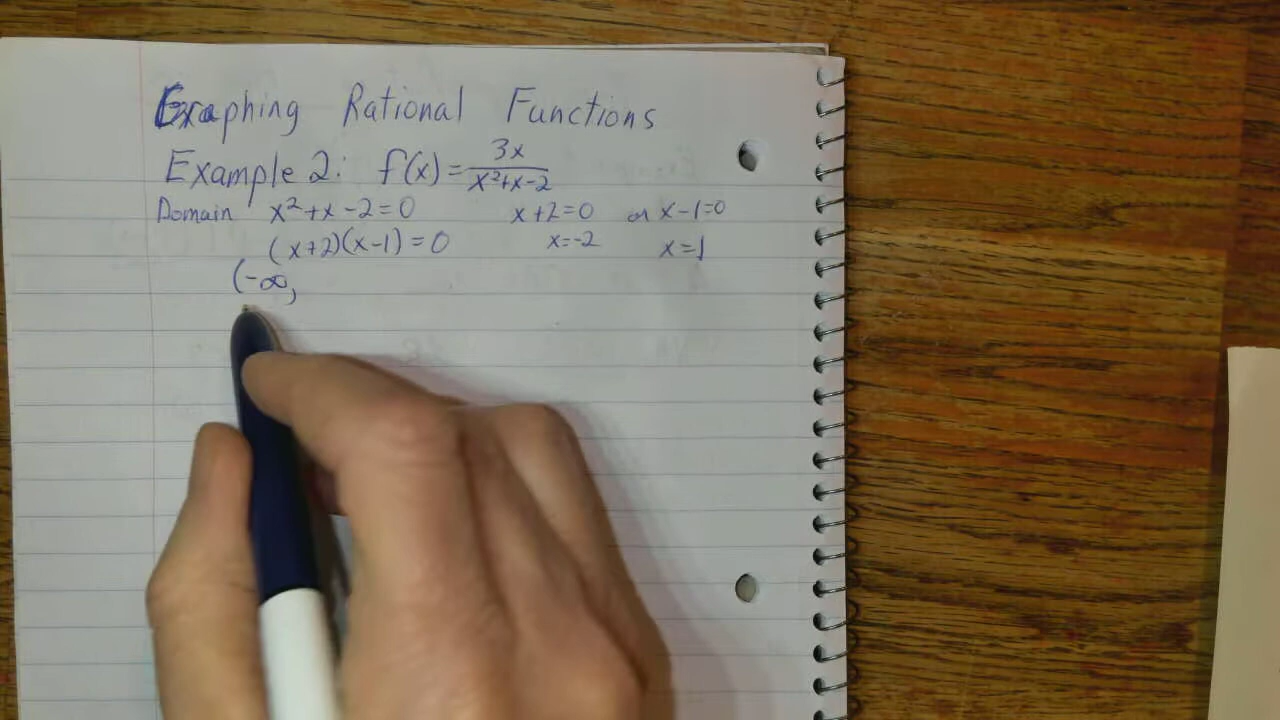 Graphing Rational Functions
Example 2: f(x) = 3x/(x²+x-2)
Domain x²+x-2=0 x+2=0 or x-1=0
(x+2)(x-1)=0 x=-2 x=1
(-∞,